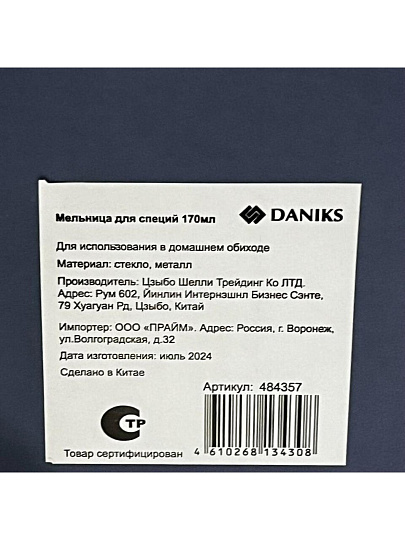 Мельница для специй 170мл
DANIKS
Для использования в домашнем обиходе
Материал: стекло, металл
Производитель: Цзыбо Шелли Трейдинг Ко ЛТД.
Адрес: Рум 602, Йинлин Интернэшнл Бизнес Сэнте,
79 Хуагуан Рд, Цзыбо, Китай
Импортер: ООО «ПРАЙМ». Адрес: Россия, г. Воронеж,
ул.Волгоградская, д.32
Дата изготовления: июль 2024
Сделано в Китае
Артикул: 484357
СТР
Товар сертифицирован
4 610268 134308